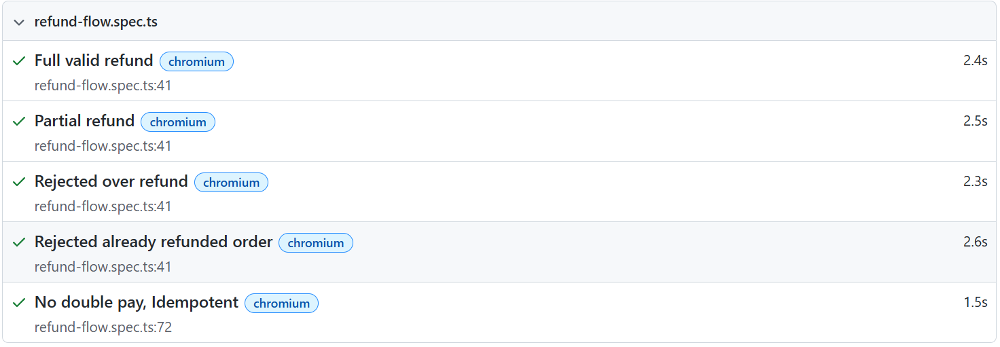 refund-flow.spec.ts
Full valid refund chromium 2.4s
refund-flow.spec.ts:41
Partial refund chromium 2.5s
refund-flow.spec.ts:41
Rejected over refund chromium 2.3s
refund-flow.spec.ts:41
Rejected already refunded order chromium 2.6s
refund-flow.spec.ts:41
No double pay, Idempotent chromium 1.5s
refund-flow.spec.ts:72